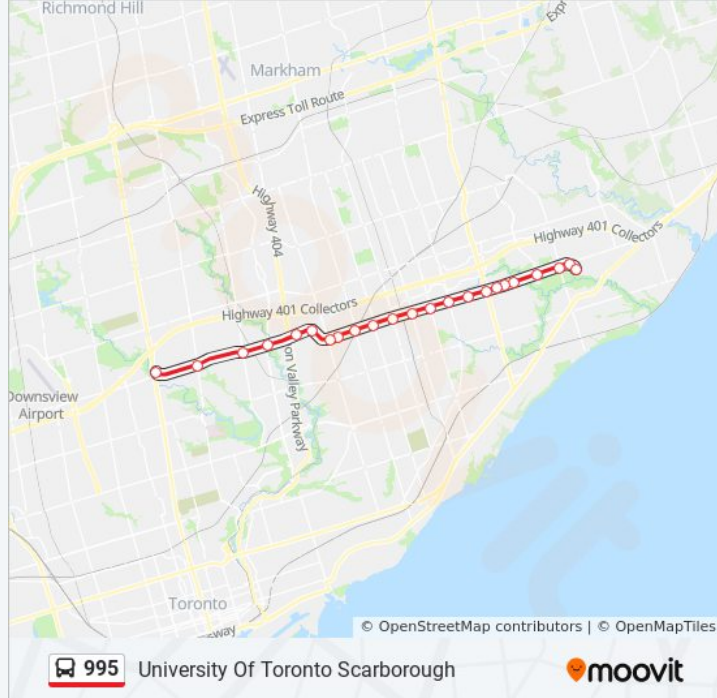 Richmond Hill
Markham
Express Toll Route
Highway 404
Highway 401 Collectors
Highway 401 Collectors
Downsview
Airport
on Valley Parkway
Toronto
© OpenStreetMap contributors | © OpenMapTiles
995 University Of Toronto Scarborough
moovit